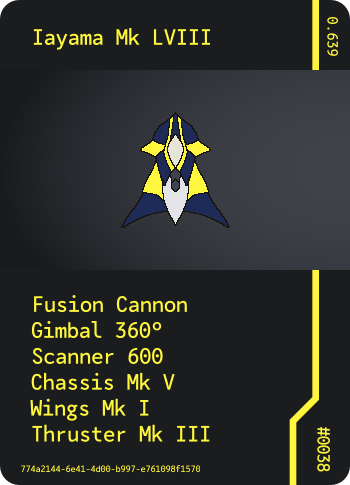 Iayama Mk LVIII
0.639
Fusion Cannon
Gimbal 360°
Scanner 600
Chassis Mk V
Wings Mk I
Thruster Mk III
#0038
774a2144-6e41-4d00-b997-e761098f1570